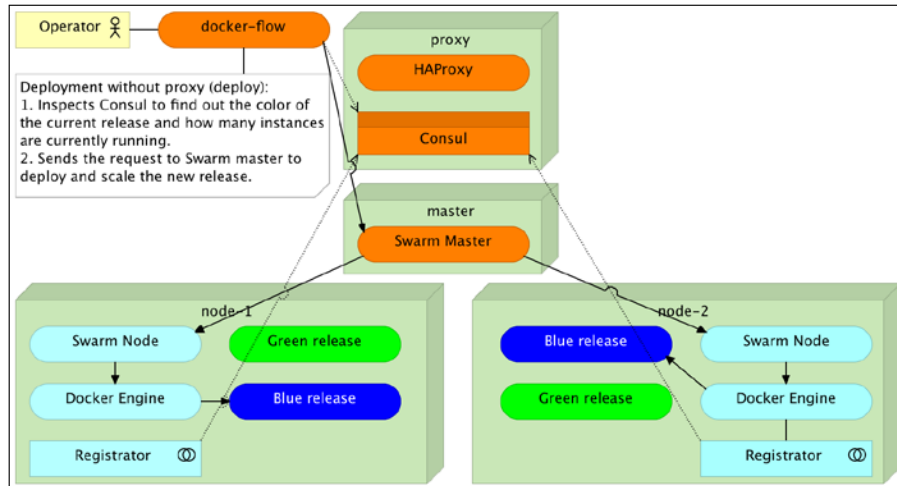 Operator
docker-flow
Deployment without proxy (deploy):
1. Inspects Consul to find out the color of
the current release and how many instances
are currently running.
2. Sends the request to Swarm master to
deploy and scale the new release.
proxy
HAProxy
Consul
master
Swarm Master
node-1
Swarm Node
Green release
Docker Engine
Blue release
Registrator
node-2
Blue release
Swarm Node
Green release
Docker Engine
Registrator